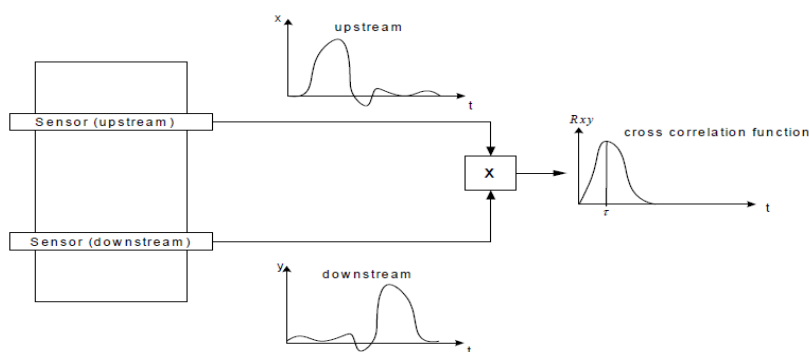 x
upstream
t
Sensor (upstream)
Rxy
cross correlation function
X
τ
t
Sensor (downstream)
y
downstream
t